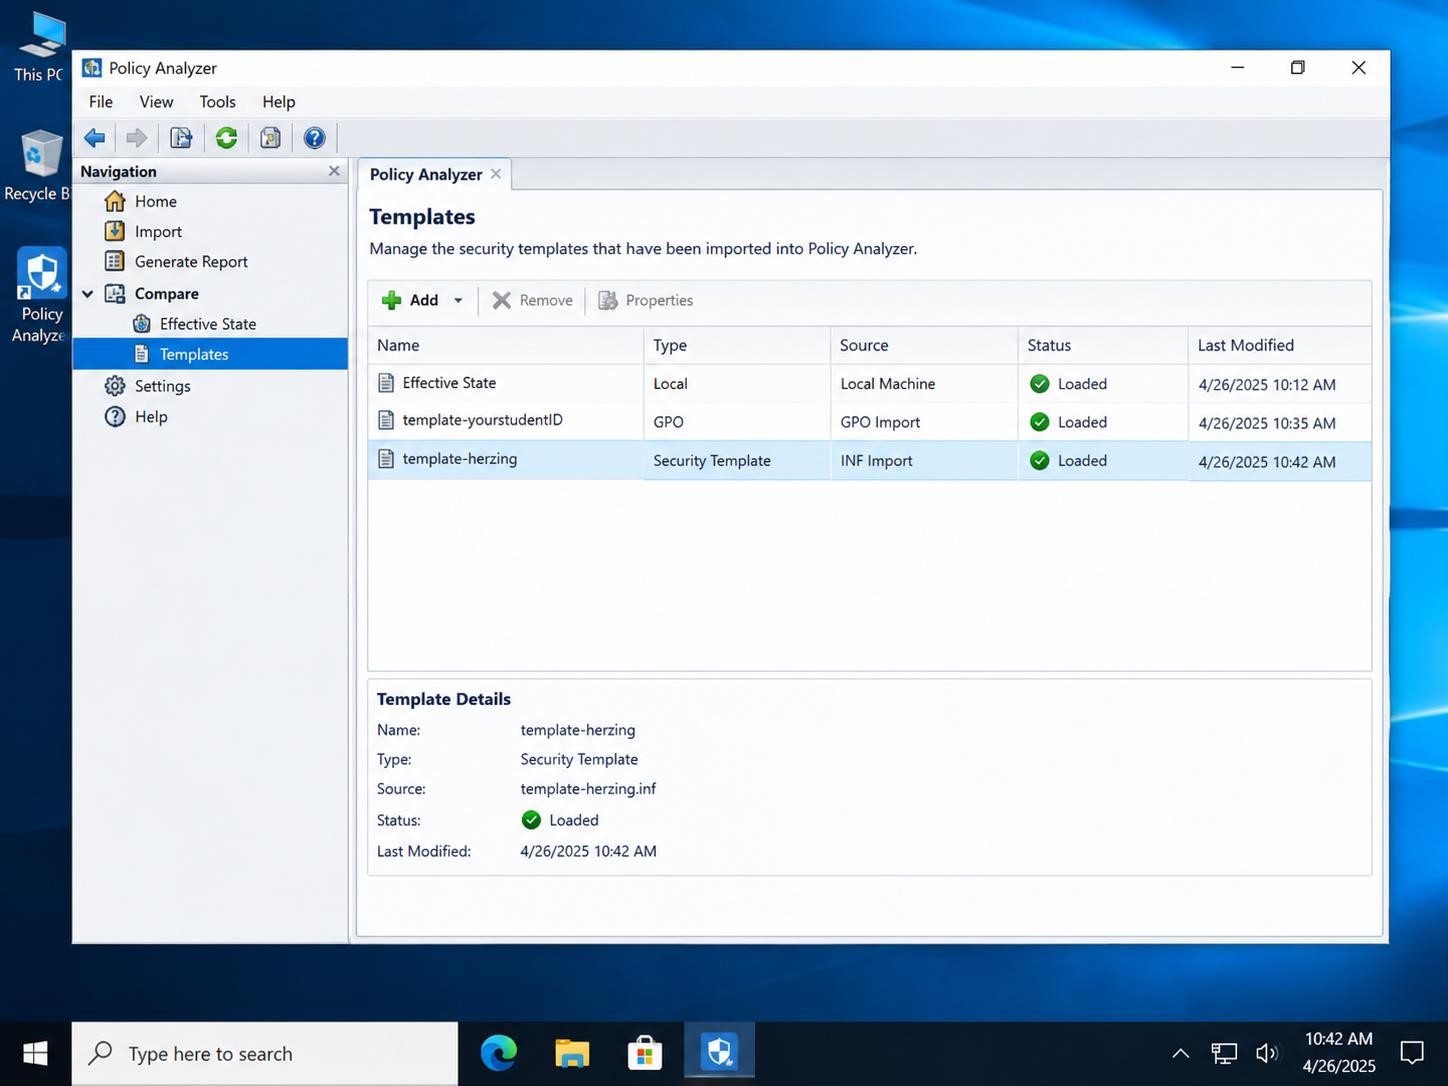 This PC
Recycle B
Policy
Analyze
Policy Analyzer
File View Tools Help
Navigation
Home
Import
Generate Report
Compare
Effective State
Templates
Settings
Help
Policy Analyzer
Templates
Manage the security templates that have been imported into Policy Analyzer.
Add Remove Properties
Name Type Source Status Last Modified
Effective State Local Local Machine Loaded 4/26/2025 10:12 AM
template-yourstudentID GPO GPO Import Loaded 4/26/2025 10:35 AM
template-herzing Security Template INF Import Loaded 4/26/2025 10:42 AM
Template Details
Name: template-herzing
Type: Security Template
Source: template-herzing.inf
Status: Loaded
Last Modified: 4/26/2025 10:42 AM
Type here to search
10:42 AM
4/26/2025